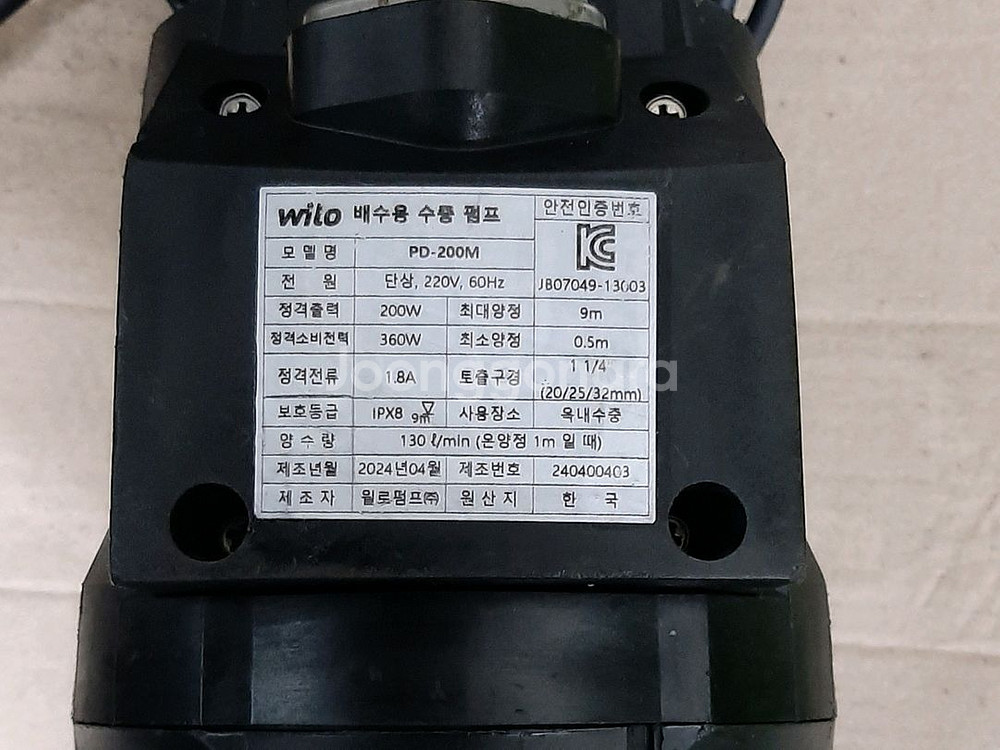 wilo 배수용 수중 펌프
안전인증번호
모 델 명 PD-200M
전 원 단상, 220V, 60Hz JB07049-13003
정격출력 200W 최대양정 9m
정격소비전력 360W 최소양정 0.5m
정격전류 1.8A 토출구경 1 1/4" (20/25/32mm)
보호등급 IPX8 9m 사용장소 옥내수중
양 수 량 130 ℓ/min (온양정 1m 일 때)
제조년월 2024년04월 제조번호 240400403
제 조 자 윌로펌프㈜ 원 산 지 한 국
Joonggonara